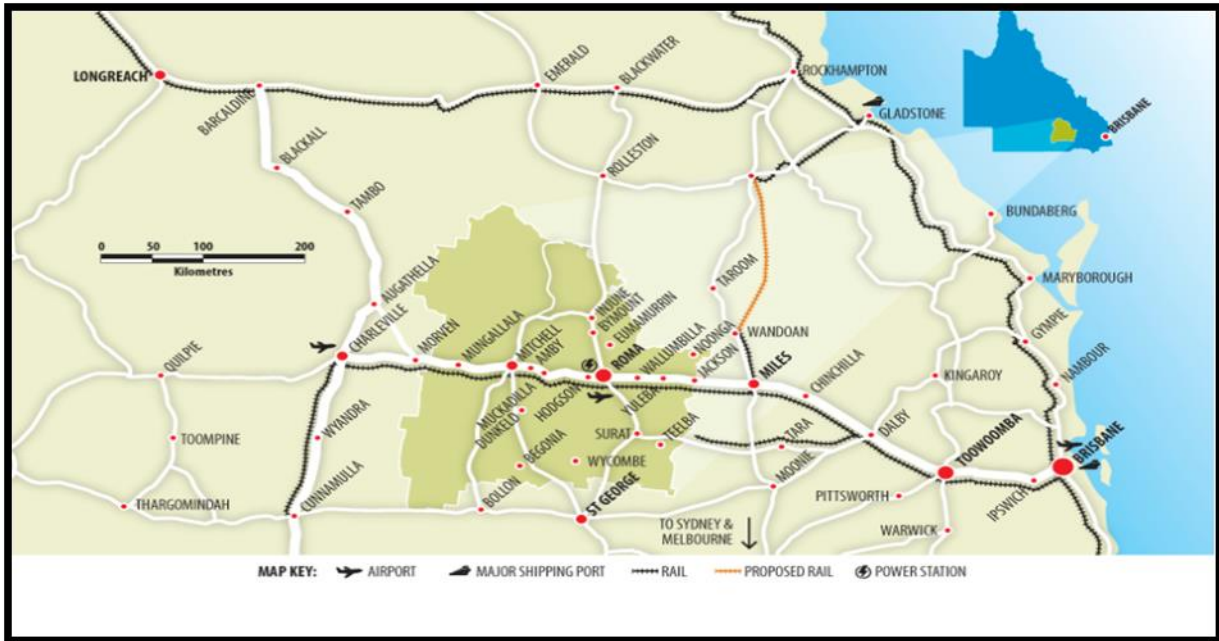 LONGREACH
BARCALDINE
EMERALD
BLACKWATER
ROCKHAMPTON
GLADSTONE
BRISBANE
BLACKALL
ROLLESTON
TAMBO
BUNDABERG
0 50 100 200
Kilometres
AUGATHELLA
TAROOM
MARYBOROUGH
CHARLEVILLE
MORVEN
MUNGALLALA
MITCHELL
AMBY
INJUNE
BYMOUNT
EUMAMURRIN
ROMA
WALLUMBILLA
NOONGA
JACKSON
WANDOAN
MILES
CHINCHILLA
GYMPIE
NAMBOUR
KINGAROY
QUILPIE
WYANDRA
MUCKADILLA
HODGSON
YULEBA
DUNKELD
BEGONIA
SURAT
TEELBA
TARA
DALBY
TOOWOOMBA
BRISBANE
TOOMPINE
WYCOMBE
MOONIE
THARGOMINDAH
CUNNAMULLA
BOLLON
ST GEORGE
PITTSWORTH
IPSWICH
WARWICK
TO SYDNEY &
MELBOURNE
MAP KEY: AIRPORT MAJOR SHIPPING PORT RAIL PROPOSED RAIL POWER STATION